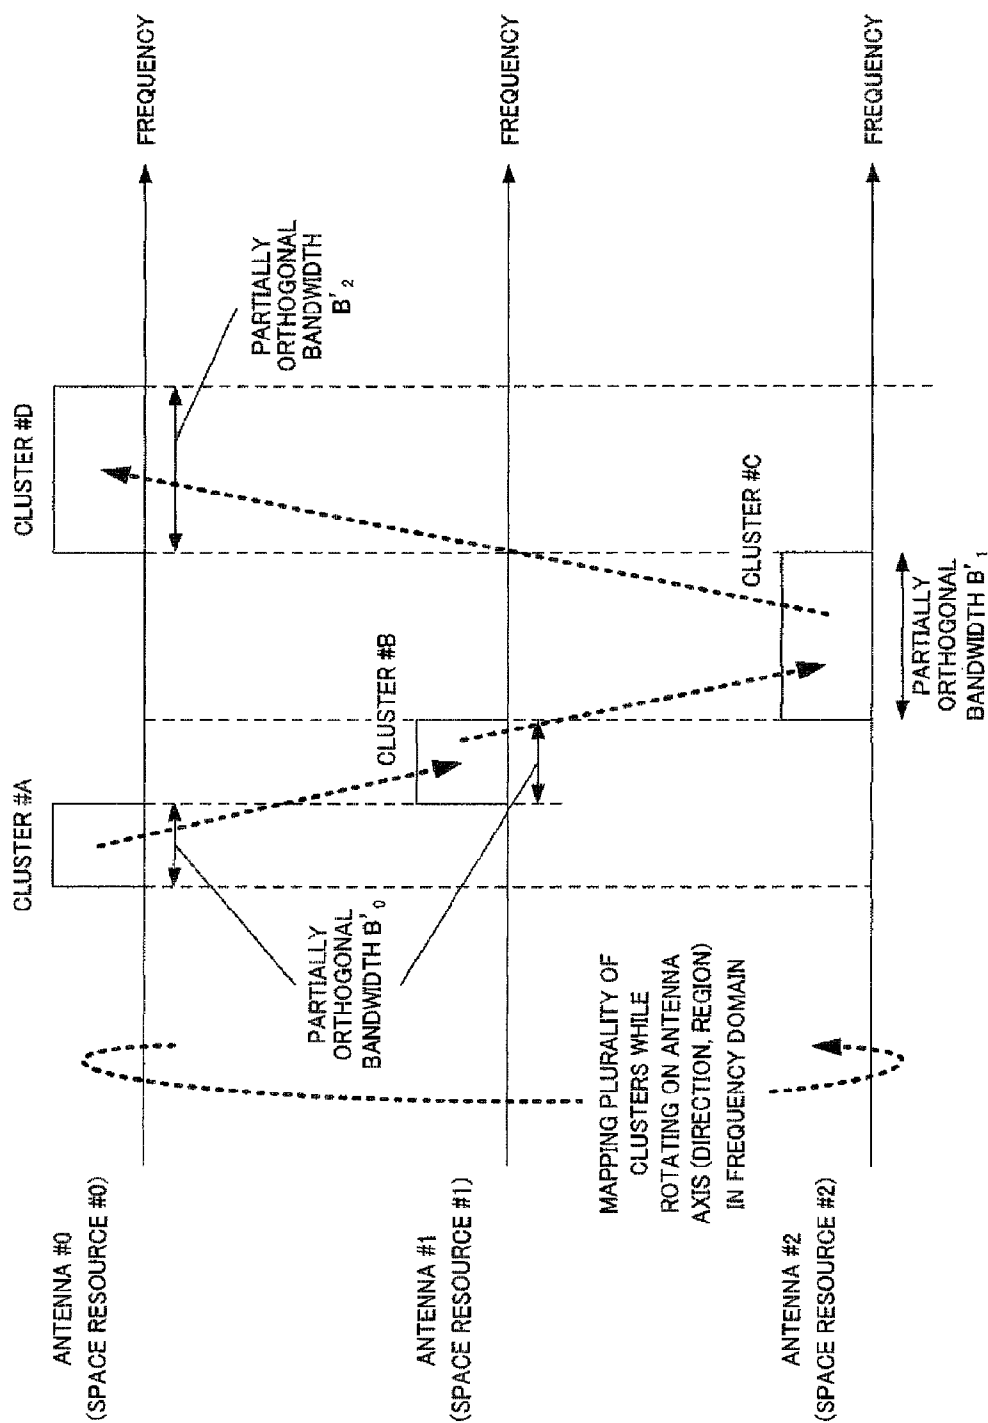 ANTENNA #0
(SPACE RESOURCE #0)
CLUSTER #A
CLUSTER #D
FREQUENCY
PARTIALLY
ORTHOGONAL
BANDWIDTH
B'2
PARTIALLY
ORTHOGONAL
BANDWIDTH B'0
ANTENNA #1
(SPACE RESOURCE #1)
CLUSTER #B
FREQUENCY
MAPPING PLURALITY OF
CLUSTERS WHILE
ROTATING ON ANTENNA
AXIS (DIRECTION, REGION)
IN FREQUENCY DOMAIN
ANTENNA #2
(SPACE RESOURCE #2)
CLUSTER #C
FREQUENCY
PARTIALLY
ORTHOGONAL
BANDWIDTH B'1